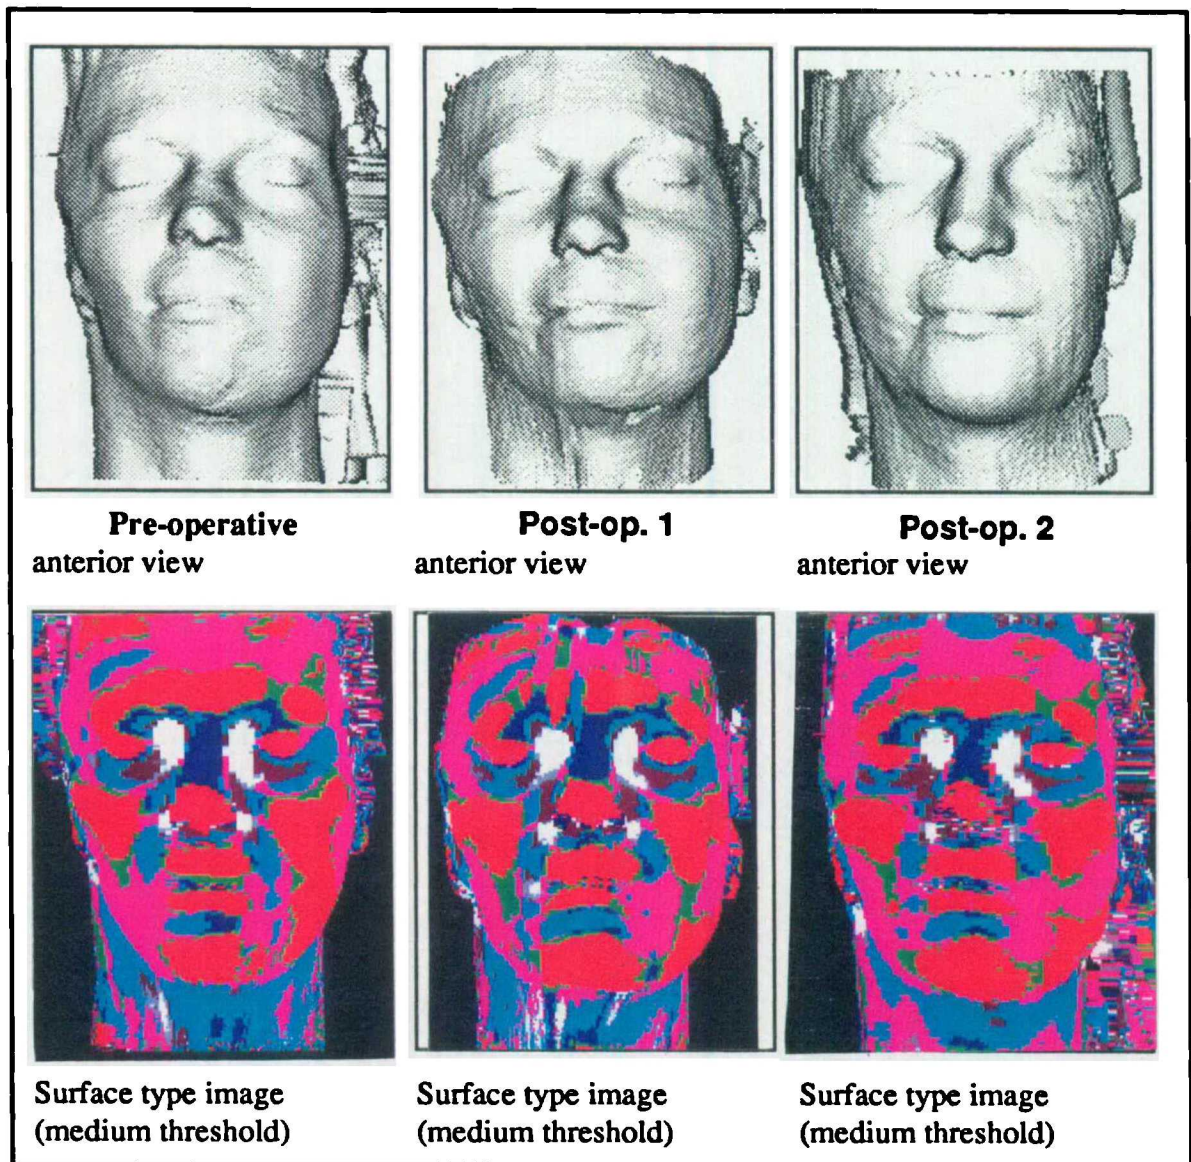 Pre-operative
anterior view
Post-op. 1
anterior view
Post-op. 2
anterior view
Surface type image
(medium threshold)
Surface type image
(medium threshold)
Surface type image
(medium threshold)